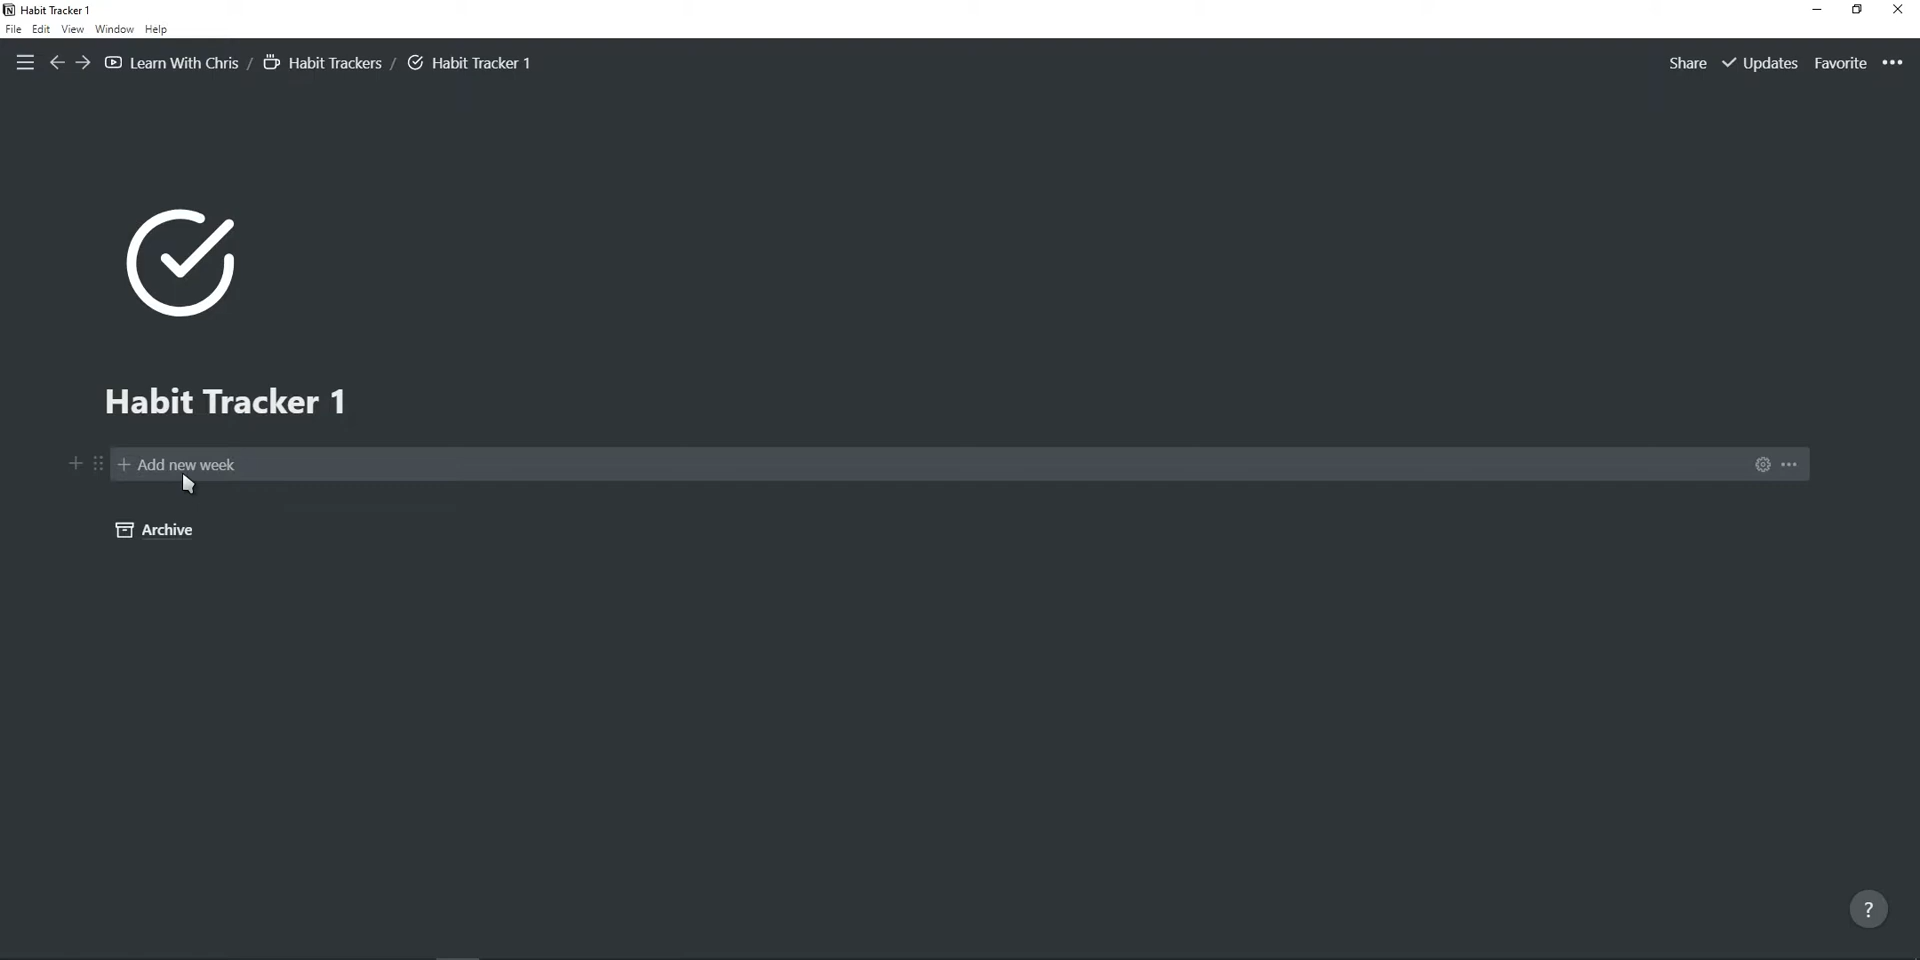 Habit Tracker 1
File Edit View Window Help
Learn With Chris / Habit Trackers / Habit Tracker 1
Share Updates Favorite
Habit Tracker 1
Add new week
Archive
?